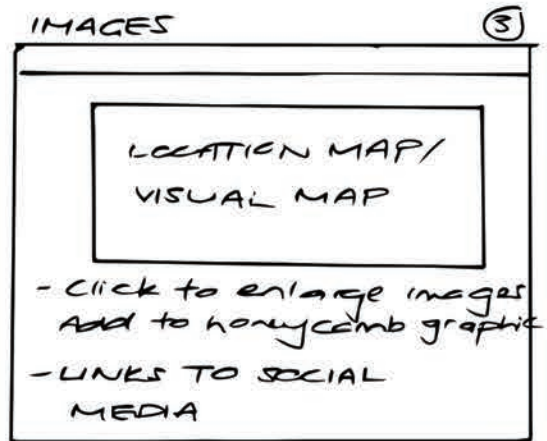 IMAGES 3
LOCATION MAP/
VISUAL MAP
- Click to enlarge images
Add to honeycomb graphic
- LINKS TO SOCIAL
MEDIA